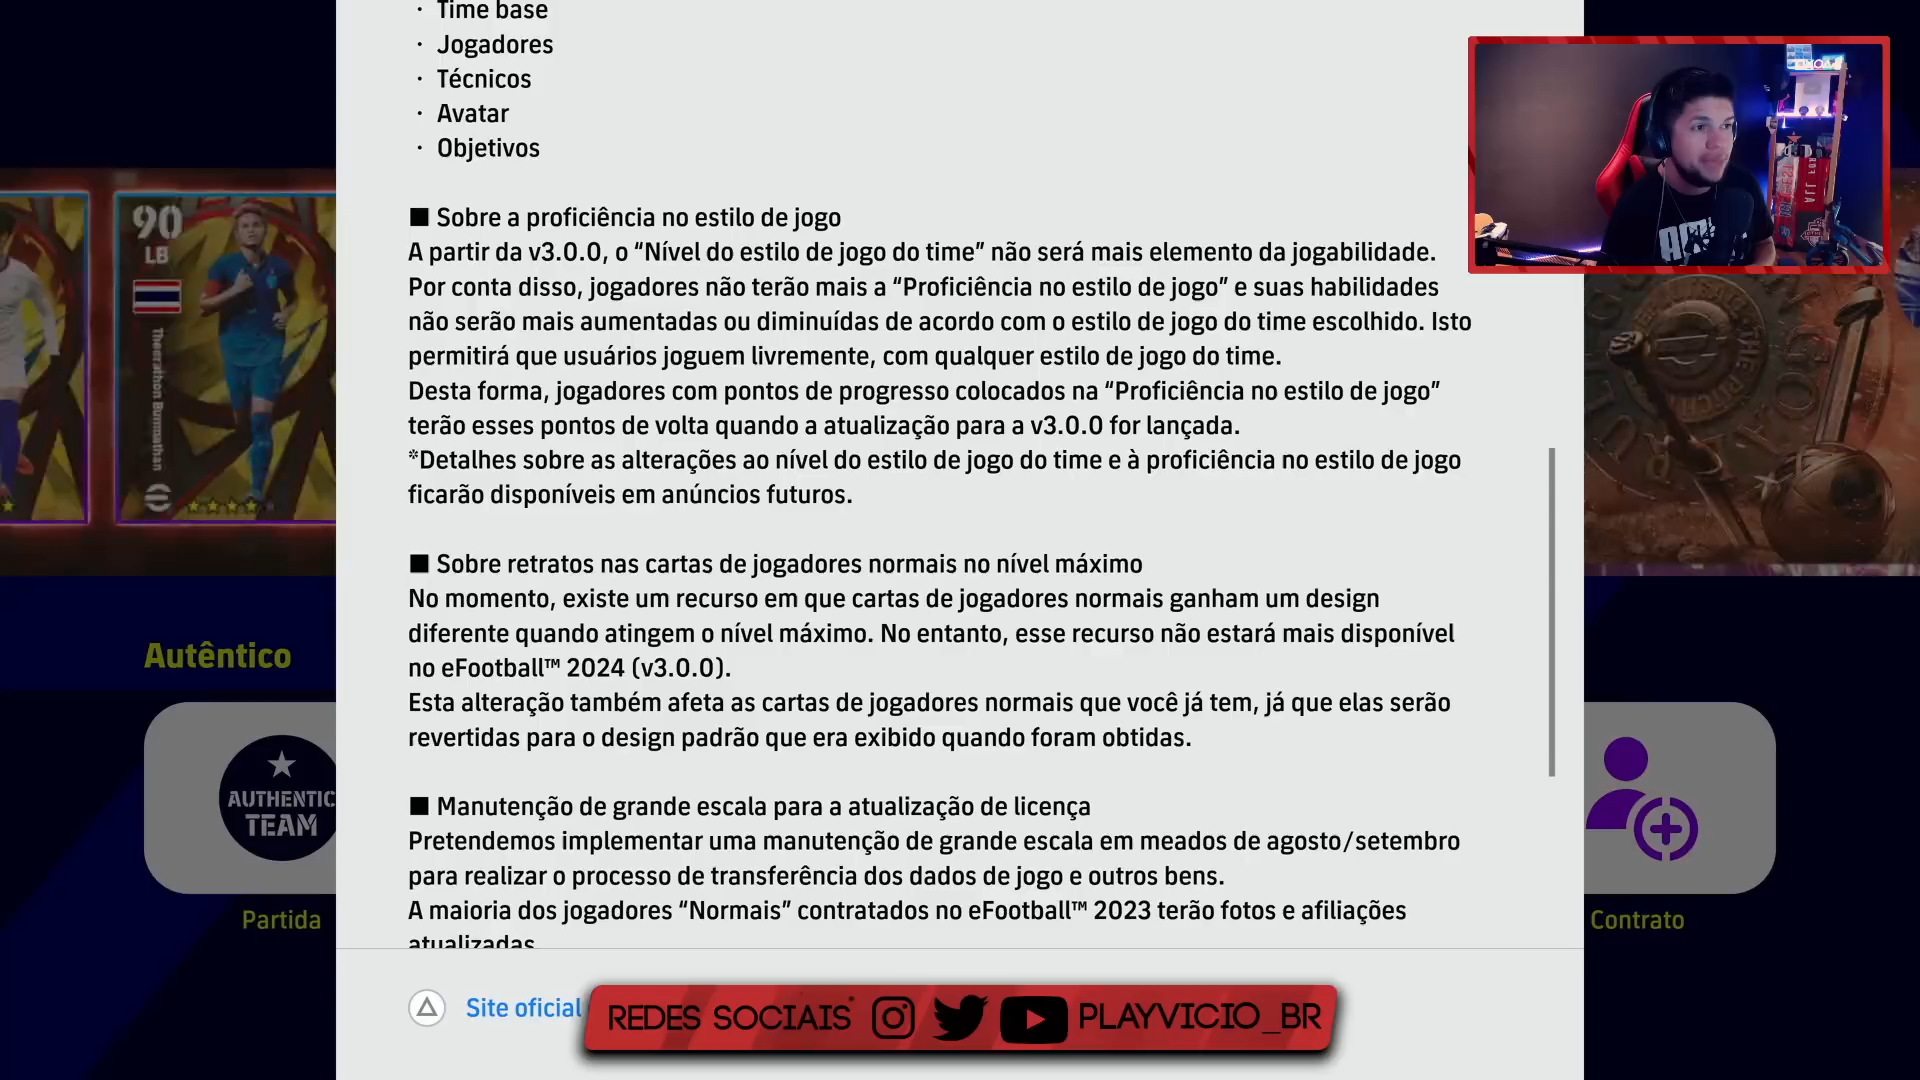 · Time base
· Jogadores
· Técnicos
· Avatar
· Objetivos
■ Sobre a proficiência no estilo de jogo
A partir da v3.0.0, o “Nível do estilo de jogo do time” não será mais elemento da jogabilidade.
Por conta disso, jogadores não terão mais a “Proficiência no estilo de jogo” e suas habilidades
não serão mais aumentadas ou diminuídas de acordo com o estilo de jogo do time escolhido. Isto
permitirá que usuários joguem livremente, com qualquer estilo de jogo do time.
Desta forma, jogadores com pontos de progresso colocados na “Proficiência no estilo de jogo”
terão esses pontos de volta quando a atualização para a v3.0.0 for lançada.
*Detalhes sobre as alterações ao nível do estilo de jogo do time e à proficiência no estilo de jogo
ficarão disponíveis em anúncios futuros.
■ Sobre retratos nas cartas de jogadores normais no nível máximo
No momento, existe um recurso em que cartas de jogadores normais ganham um design
diferente quando atingem o nível máximo. No entanto, esse recurso não estará mais disponível
no eFootball™ 2024 (v3.0.0).
Esta alteração também afeta as cartas de jogadores normais que você já tem, já que elas serão
revertidas para o design padrão que era exibido quando foram obtidas.
■ Manutenção de grande escala para a atualização de licença
Pretendemos implementar uma manutenção de grande escala em meados de agosto/setembro
para realizar o processo de transferência dos dados de jogo e outros bens.
A maioria dos jogadores “Normais” contratados no eFootball™ 2023 terão fotos e afiliações
atualizadas
Site oficial
REDES SOCIAIS PLAYVICIO_BR
90
LB
Theerathon Bunmathan
Autêntico
AUTHENTIC
TEAM
Partida
Contrato